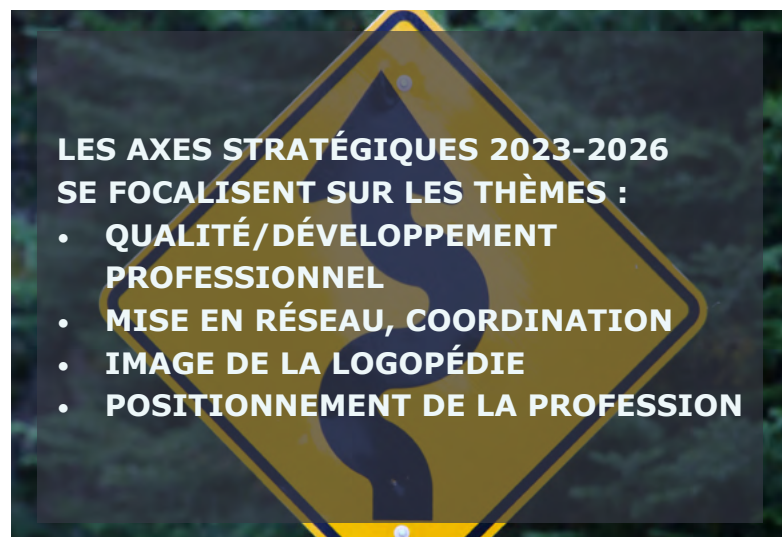 LES AXES STRATÉGIQUES 2023-2026
SE FOCALISENT SUR LES THÈMES :
• QUALITÉ/DÉVELOPPEMENT
PROFESSIONNEL
• MISE EN RÉSEAU, COORDINATION
• IMAGE DE LA LOGOPÉDIE
• POSITIONNEMENT DE LA PROFESSION